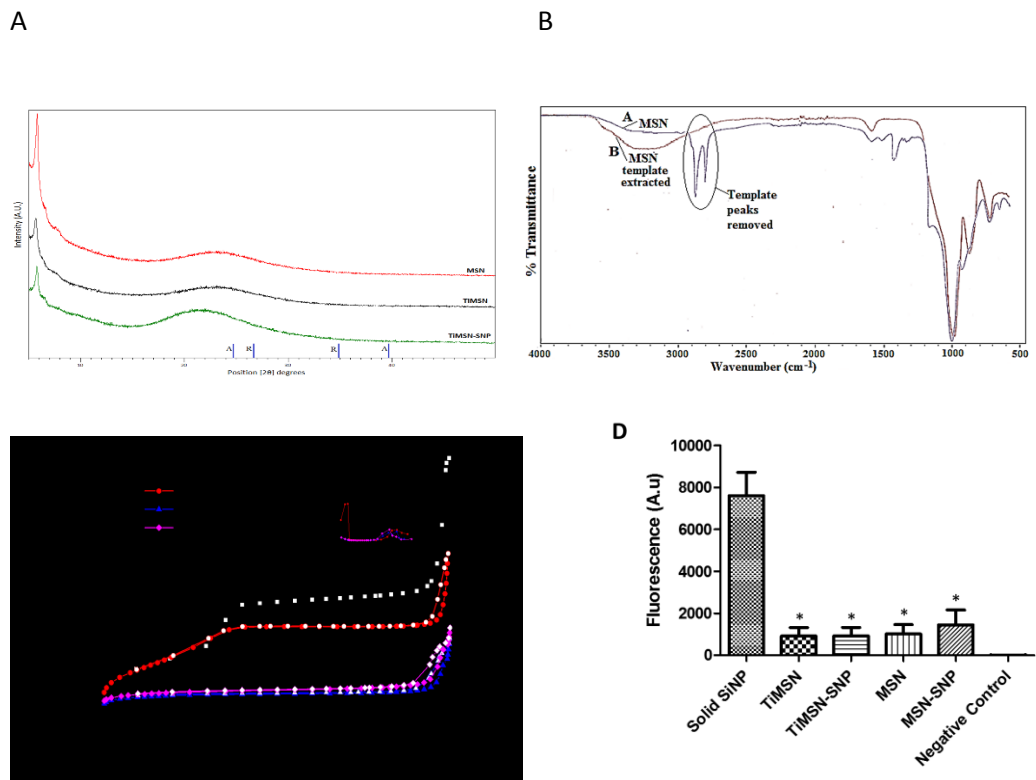 A
B
Intensity [A.U.]
MSN
TiMSN
TiMSN-SNP
A R R A
10
Position [2θ] degrees
% Transmittance
A
MSN
B
MSN
template
extracted
Template
peaks
removed
4000 3500 3000 2500 2000 1500 1000 500
Wavenumber (cm⁻¹)
D
Fluorescence (A.u)
10000
8000
6000
4000
2000
0
* * * *
Solid SiNP
TiMSN
TiMSN-SNP
MSN
MSN-SNP
Negative Control